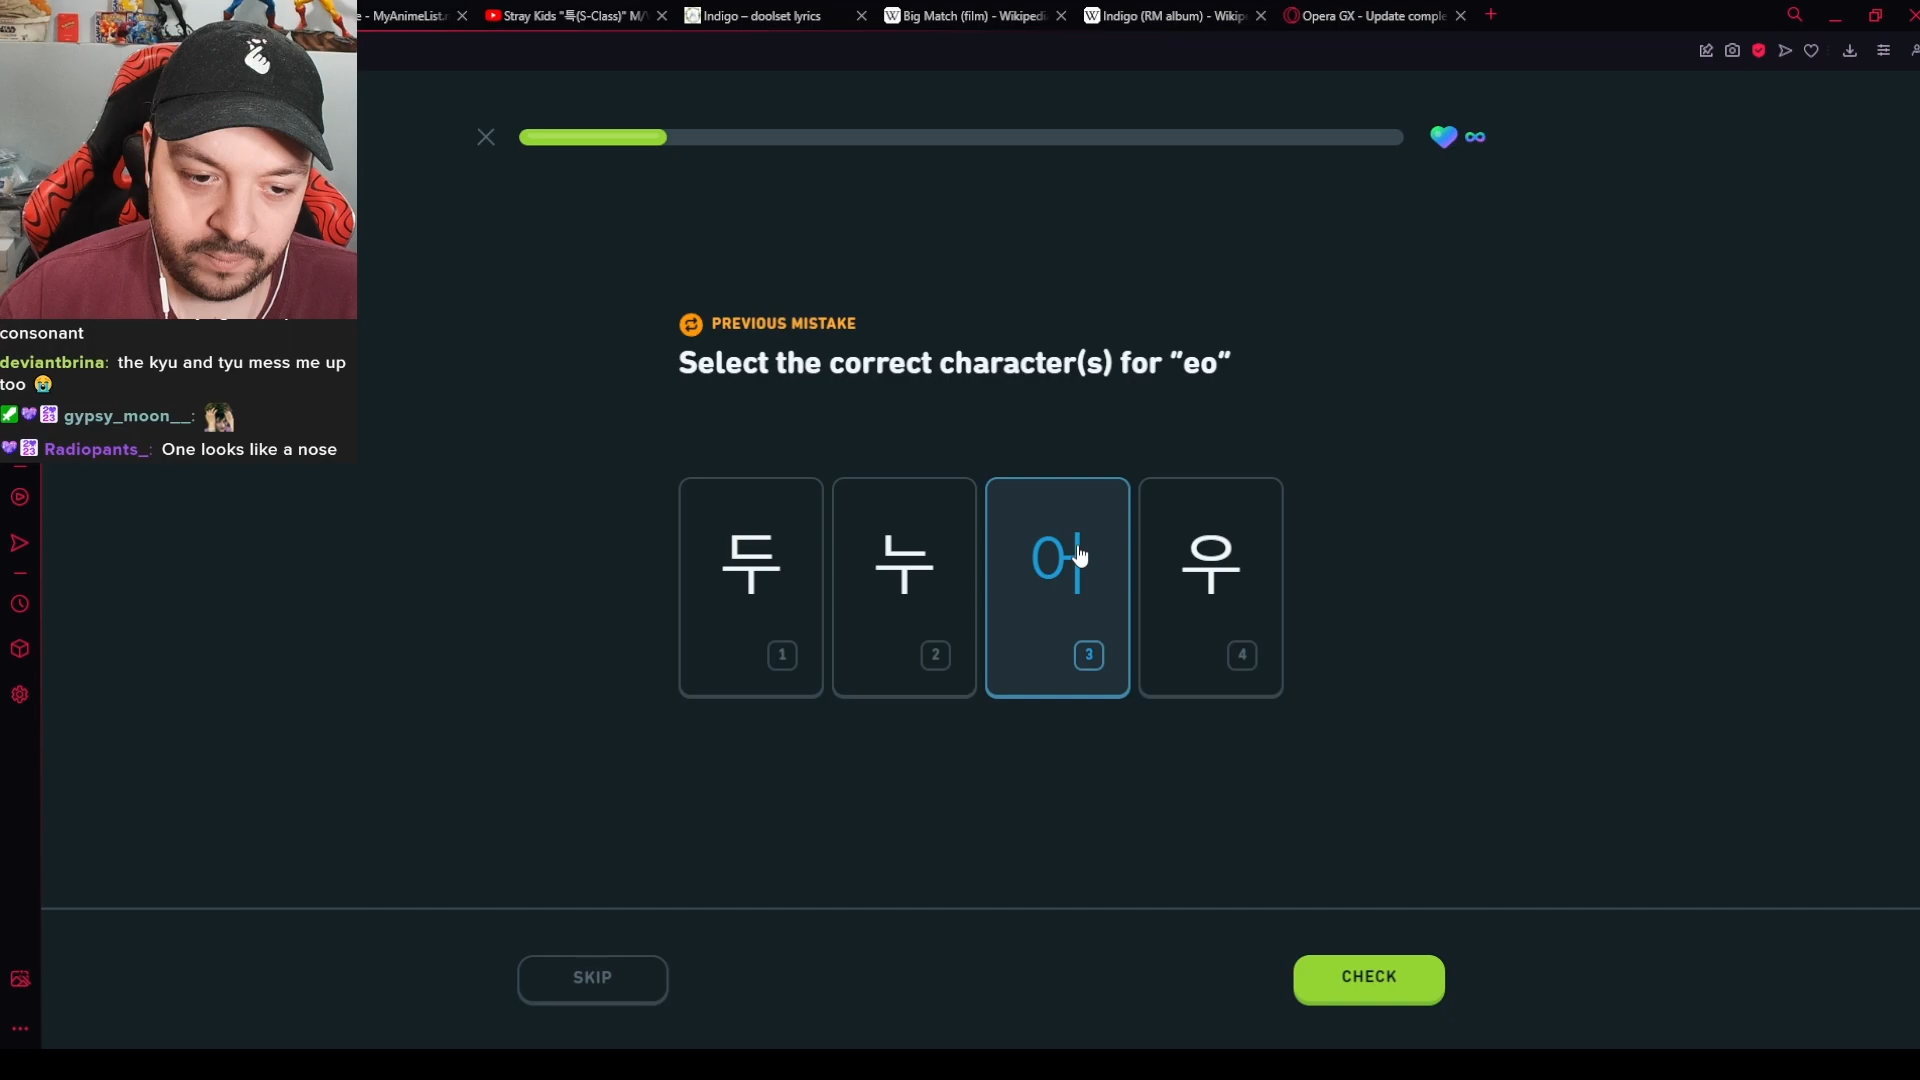 e - MyAnimeList.
Stray Kids "특(S-Class)" M/V
Indigo – doolset lyrics
Big Match (film) - Wikipedi
Indigo (RM album) - Wikip
Opera GX - Update comple
consonant
deviantbrina: the kyu and tyu mess me up
too 😭
gypsy_moon__:
Radiopants_: One looks like a nose
PREVIOUS MISTAKE
Select the correct character(s) for “eo”
두 누 어 우
1 2 3 4
SKIP
CHECK